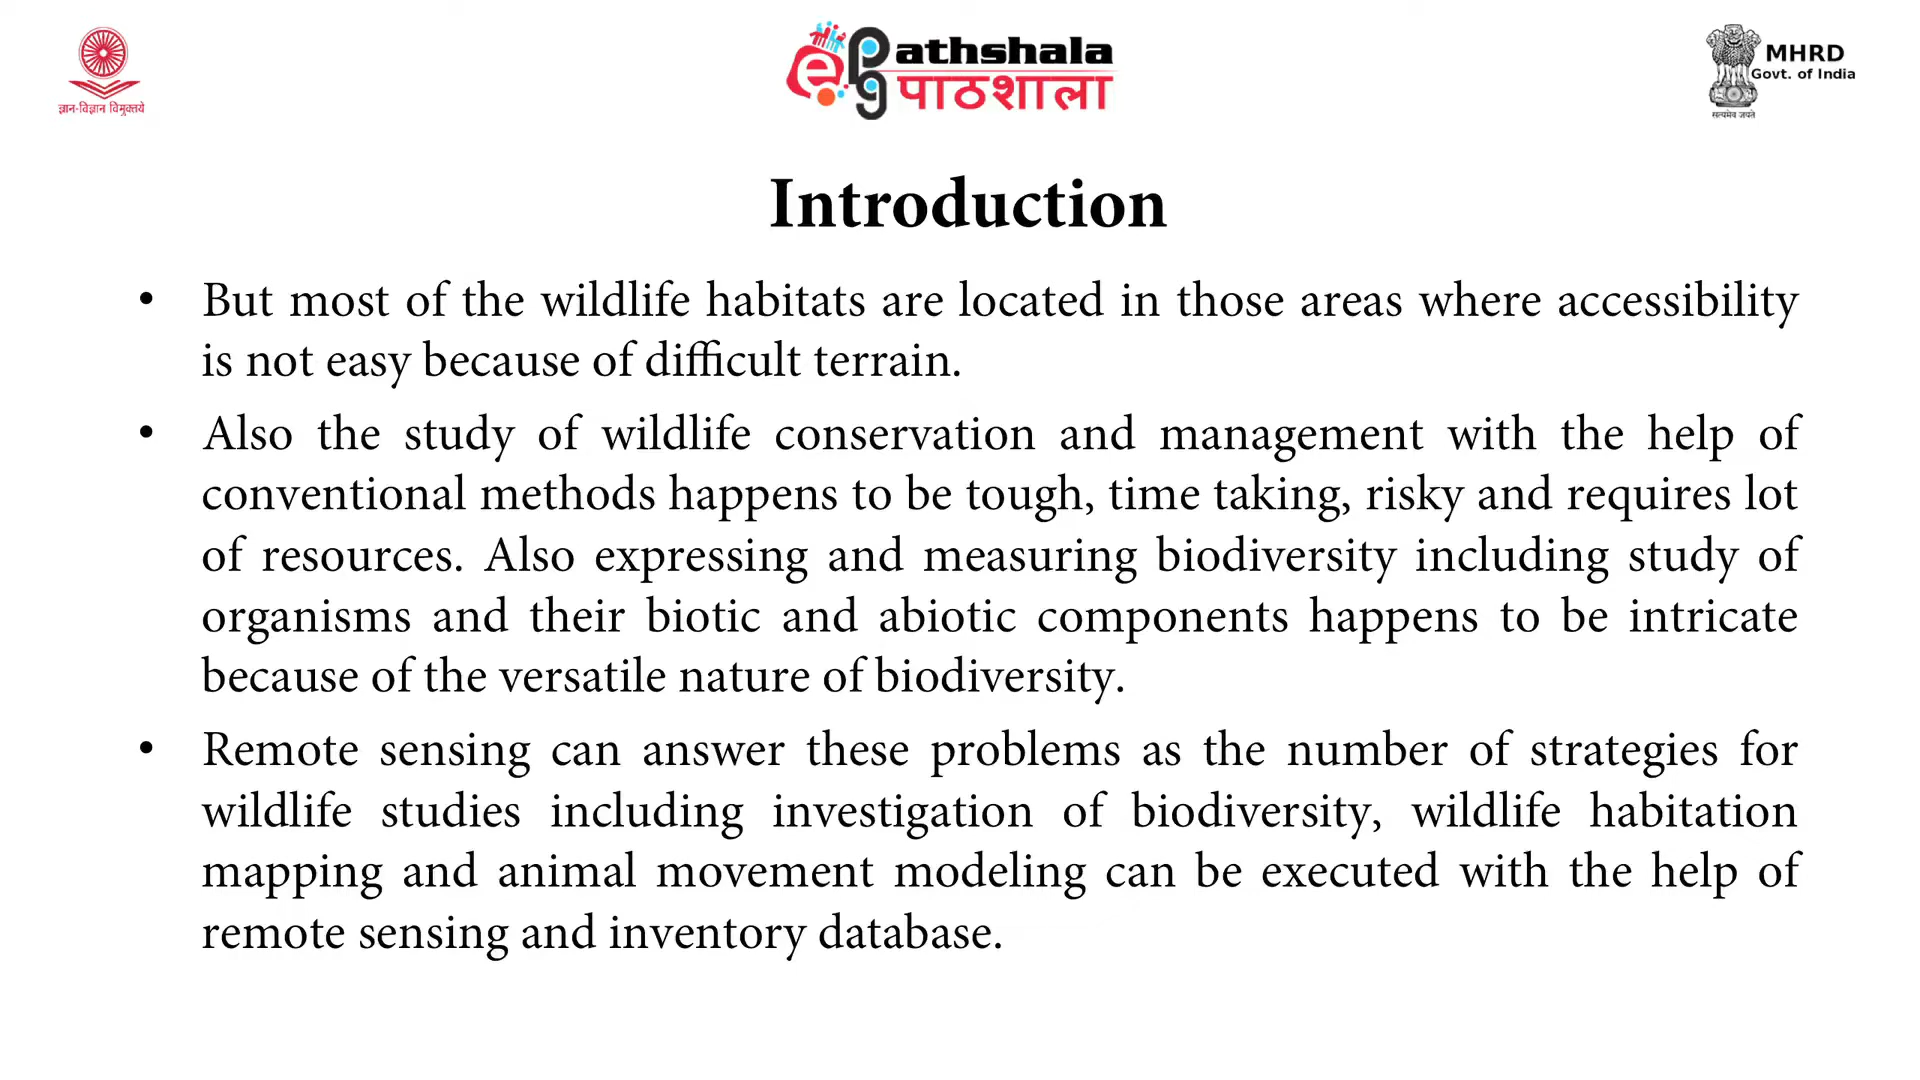 ज्ञान-विज्ञान विमुक्तये
e PG athshala
पाठशाला
MHRD
Govt. of India
सत्यमेव जयते
Introduction
• But most of the wildlife habitats are located in those areas where accessibility
is not easy because of difficult terrain.
• Also the study of wildlife conservation and management with the help of
conventional methods happens to be tough, time taking, risky and requires lot
of resources. Also expressing and measuring biodiversity including study of
organisms and their biotic and abiotic components happens to be intricate
because of the versatile nature of biodiversity.
• Remote sensing can answer these problems as the number of strategies for
wildlife studies including investigation of biodiversity, wildlife habitation
mapping and animal movement modeling can be executed with the help of
remote sensing and inventory database.